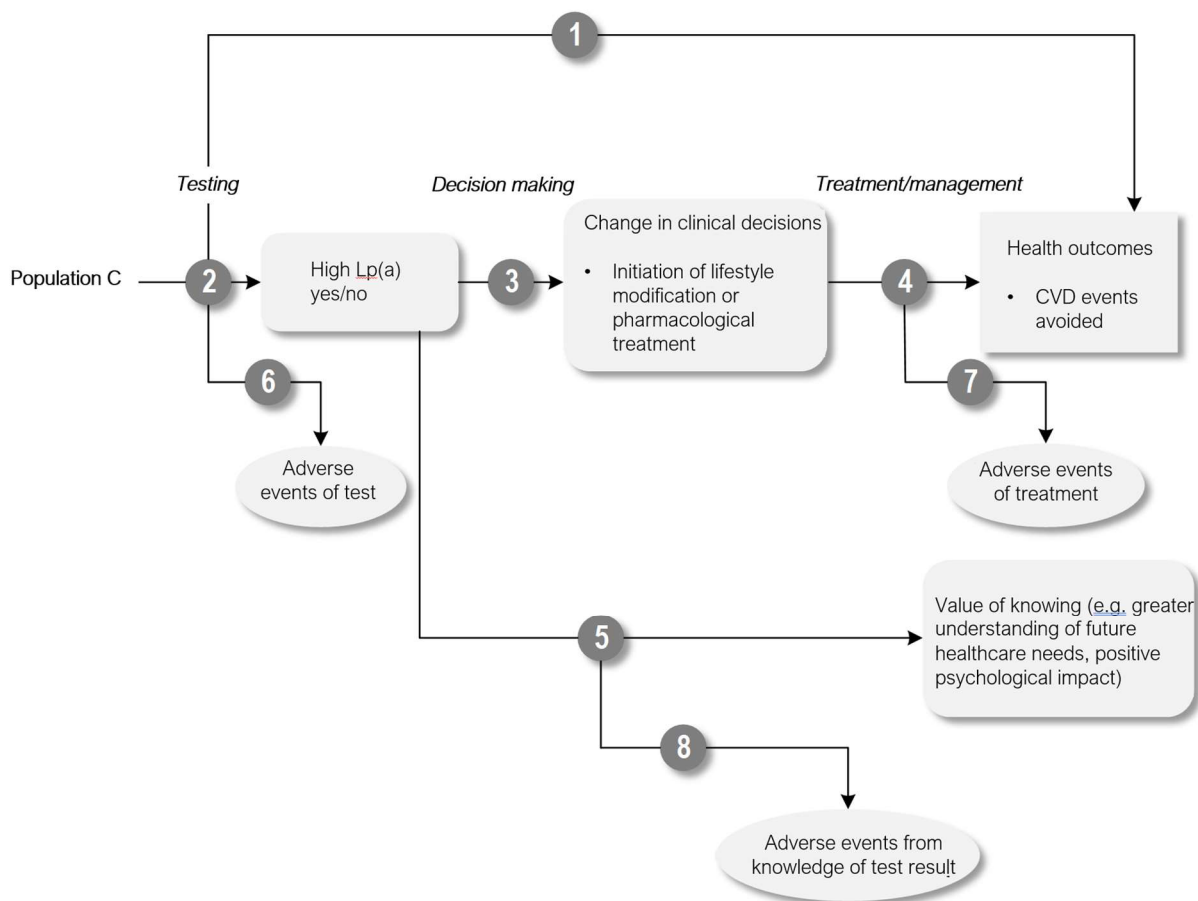 1
Testing
Decision making
Treatment/management
Population C
2
High Lp(a)
yes/no
3
Change in clinical decisions
• Initiation of lifestyle
modification or
pharmacological
treatment
4
Health outcomes
• CVD events
avoided
6
7
Adverse
events of test
Adverse events
of treatment
5
Value of knowing (e.g. greater
understanding of future
healthcare needs, positive
psychological impact)
8
Adverse events from
knowledge of test result